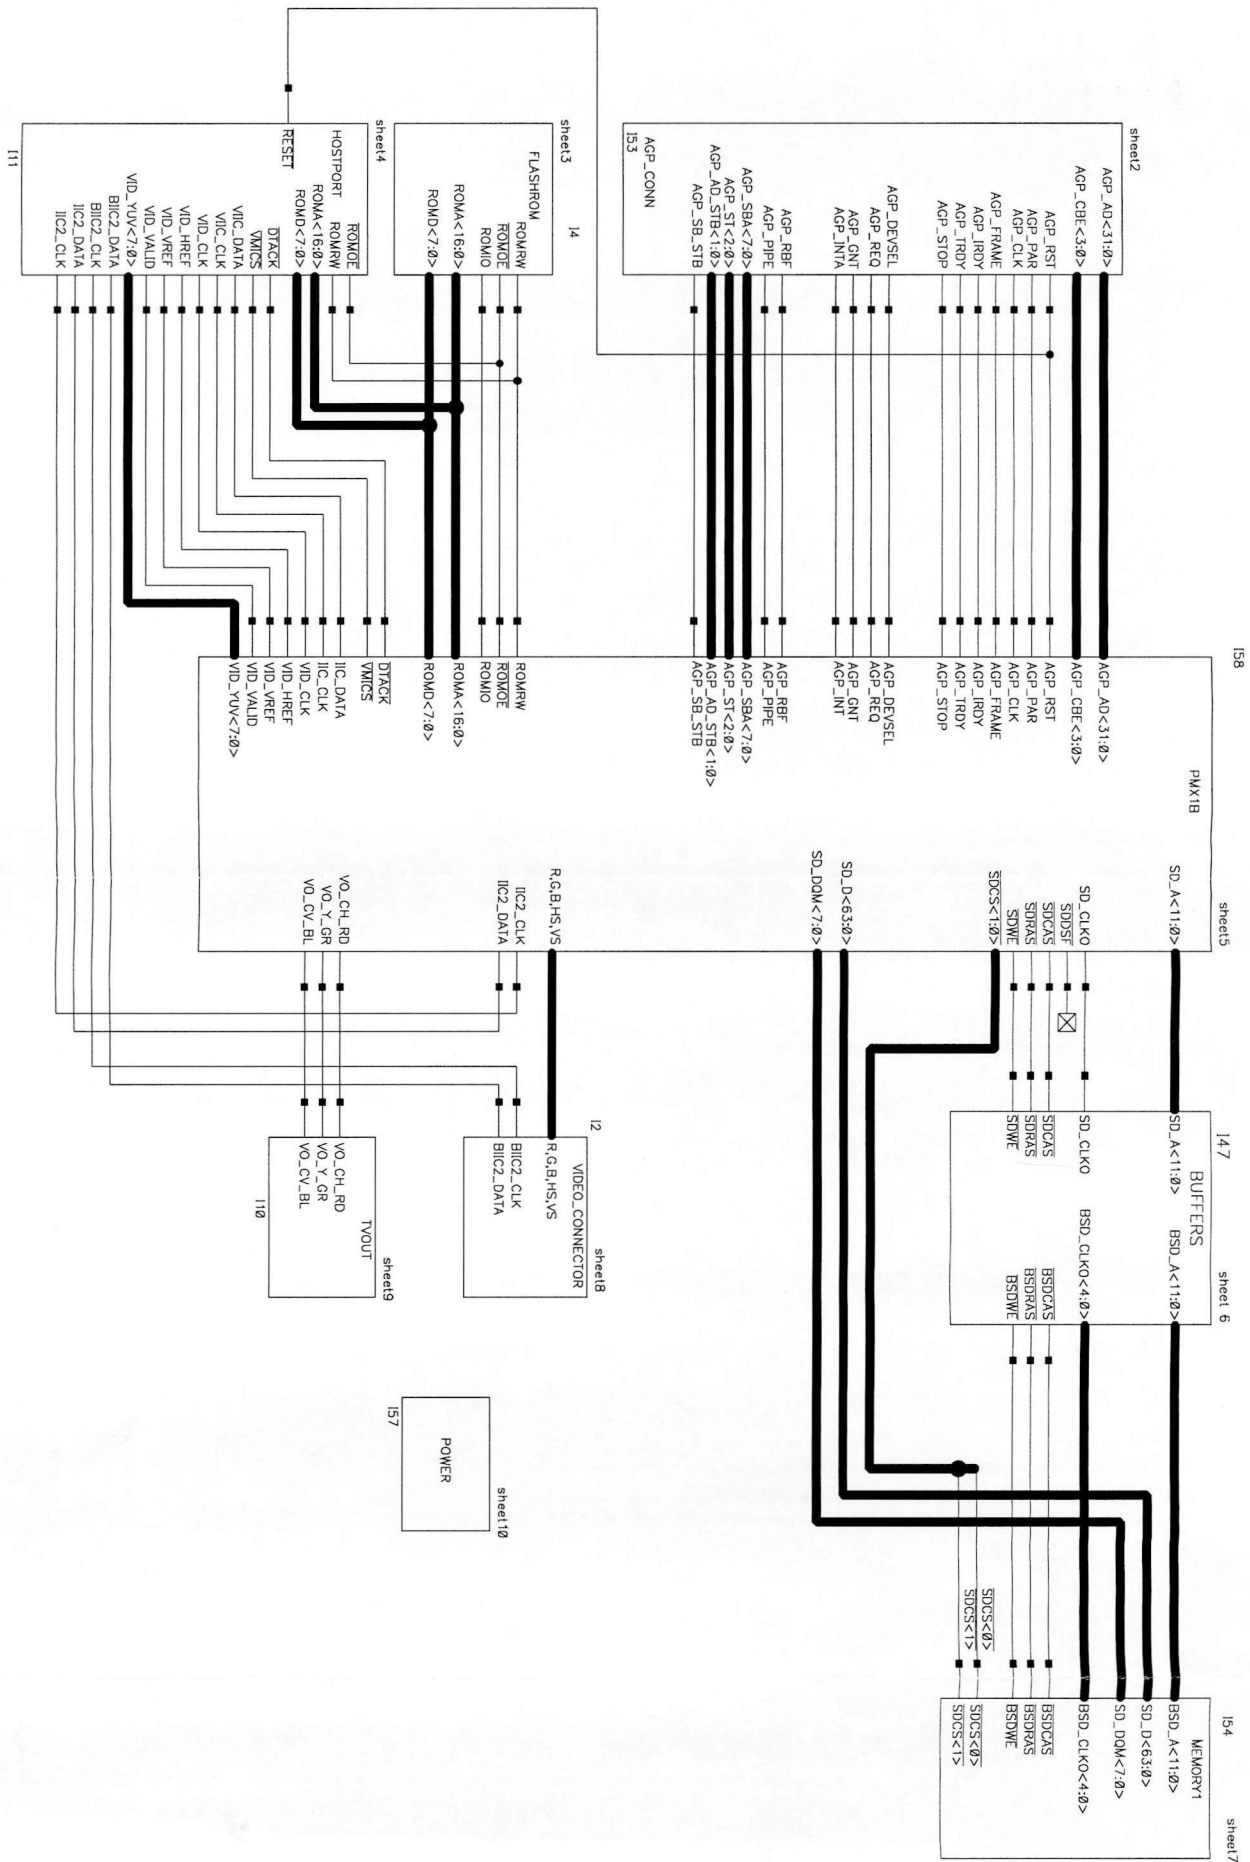 sheet2
AGP_AD<31:0>
AGP_CBE<3:0>
AGP_RST
AGP_PAR
AGP_CLK
AGP_FRAME
AGP_IRDY
AGP_TRDY
AGP_STOP
AGP_DEVSEL
AGP_REQ
AGP_GNT
AGP_INTA
AGP_RBF
AGP_PIPE
AGP_SBA<7:0>
AGP_ST<2:0>
AGP_AD_STB<1:0>
AGP_SB_STB
AGP_CONN
I53
sheet3
FLASHROM
I4
ROMRW
ROMOE
ROMIO
ROMA<16:0>
ROMD<7:0>
sheet4
HOSTPORT
RESET
ROMOE
ROMRW
ROMA<16:0>
ROMD<7:0>
DTACK
VMICS
VIIC_DATA
VIIC_CLK
VID_CLK
VID_HREF
VID_VREF
VID_VALID
VID_YUV<7:0>
BIIC2_DATA
BIIC2_CLK
IIC2_DATA
IIC2_CLK
I11
I58
PMX1B
sheet5
AGP_AD<31:0>
AGP_CBE<3:0>
AGP_RST
AGP_PAR
AGP_CLK
AGP_FRAME
AGP_IRDY
AGP_TRDY
AGP_STOP
AGP_DEVSEL
AGP_REQ
AGP_GNT
AGP_INT
AGP_RBF
AGP_PIPE
AGP_SBA<7:0>
AGP_ST<2:0>
AGP_AD_STB<1:0>
AGP_SB_STB
ROMRW
ROMOE
ROMIO
ROMA<16:0>
ROMD<7:0>
DTACK
VMICS
IIC_DATA
IIC_CLK
VID_CLK
VID_HREF
VID_VREF
VID_VALID
VID_YUV<7:0>
SD_A<11:0>
SD_CLKO
SDDSF
SDCAS
SDRAS
SDWE
SDCS<1:0>
SD_D<63:0>
SD_DQM<7:0>
R,G,B,HS,VS
IIC2_CLK
IIC2_DATA
VO_CH_RD
VO_Y_GR
VO_CV_BL
I47
BUFFERS
sheet 6
SD_A<11:0>
SD_CLKO
SDCAS
SDRAS
SDWE
BSD_A<11:0>
BSD_CLKO<4:0>
BSDCAS
BSDRAS
BSDWE
I2
VIDEO_CONNECTOR
sheet8
R,G,B,HS,VS
BIIC2_CLK
BIIC2_DATA
TVOUT
sheet9
VO_CH_RD
VO_Y_GR
VO_CV_BL
I10
I57
POWER
sheet10
SDCS<0>
SDCS<1>
I54
MEMORY1
sheet7
BSD_A<11:0>
SD_D<63:0>
SD_DQM<7:0>
BSD_CLKO<4:0>
BSDCAS
BSDRAS
BSDWE
SDCS<0>
SDCS<1>